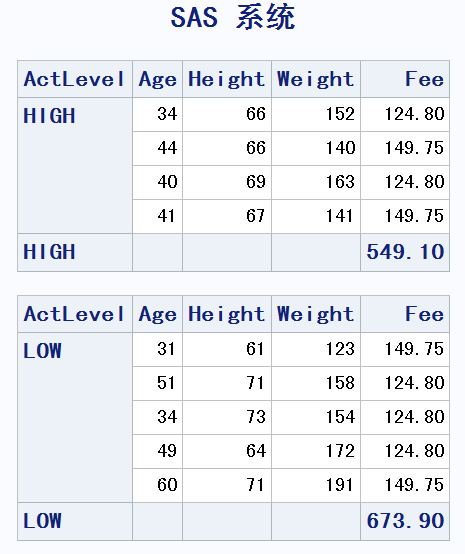 SAS 系统
ActLevel Age Height Weight Fee
HIGH 34 66 152 124.80
44 66 140 149.75
40 69 163 124.80
41 67 141 149.75
HIGH 549.10
ActLevel Age Height Weight Fee
LOW 31 61 123 149.75
51 71 158 124.80
34 73 154 124.80
49 64 172 124.80
60 71 191 149.75
LOW 673.90